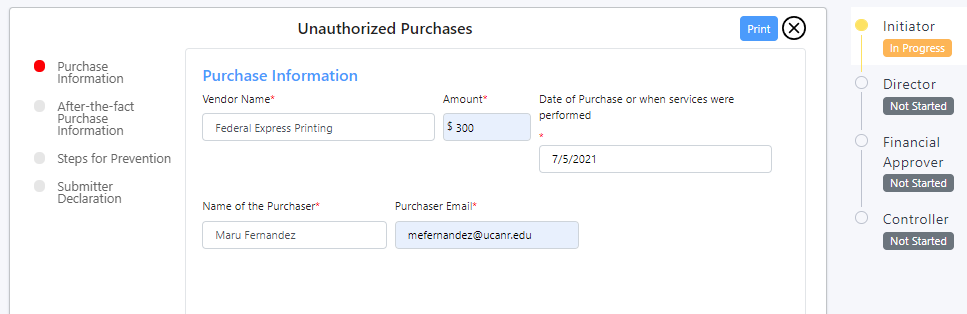 Unauthorized Purchases
Print
Purchase
Information
After-the-fact
Purchase
Information
Steps for Prevention
Submitter
Declaration
Purchase Information
Vendor Name*
Federal Express Printing
Amount*
$ 300
Date of Purchase or when services were
performed
*
7/5/2021
Name of the Purchaser*
Maru Fernandez
Purchaser Email*
mefernandez@ucanr.edu
Initiator
In Progress
Director
Not Started
Financial
Approver
Not Started
Controller
Not Started